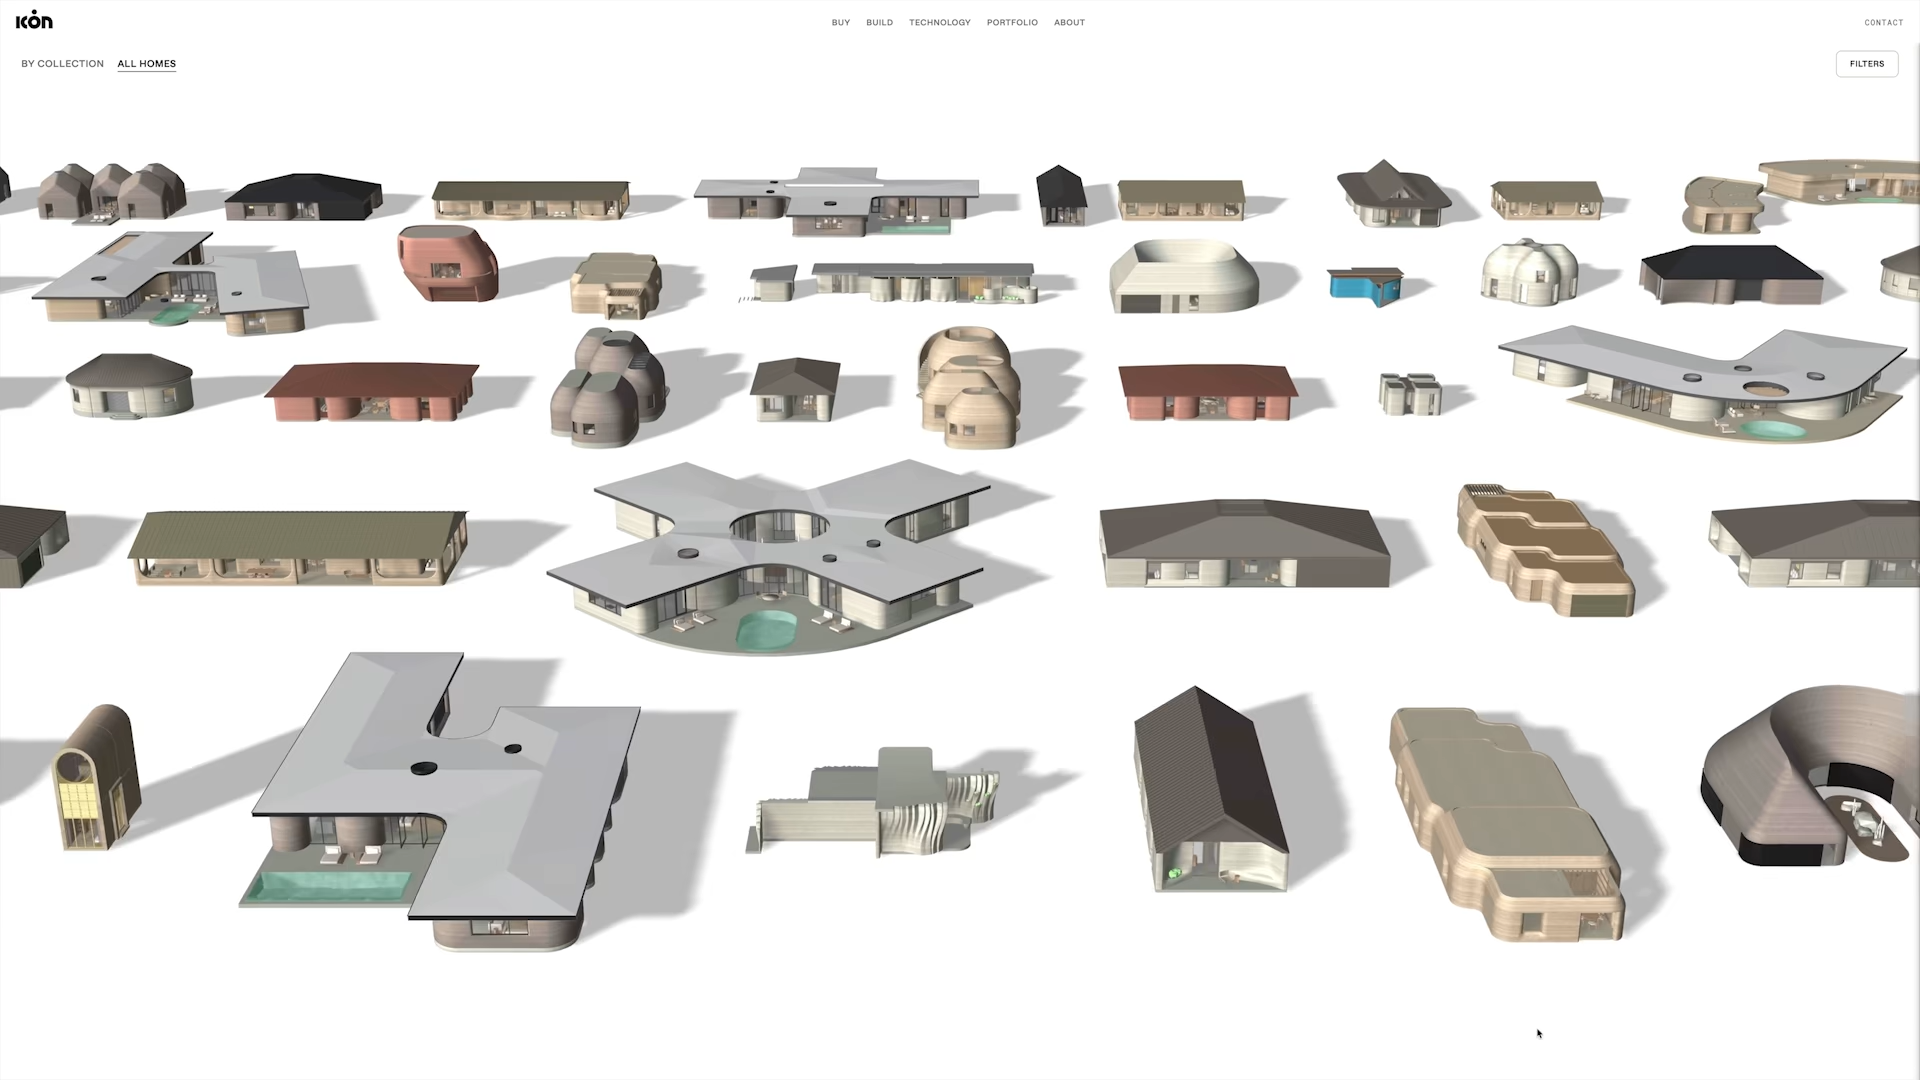 ICON
BUY BUILD TECHNOLOGY PORTFOLIO ABOUT
CONTACT
BY COLLECTION ALL HOMES
FILTERS